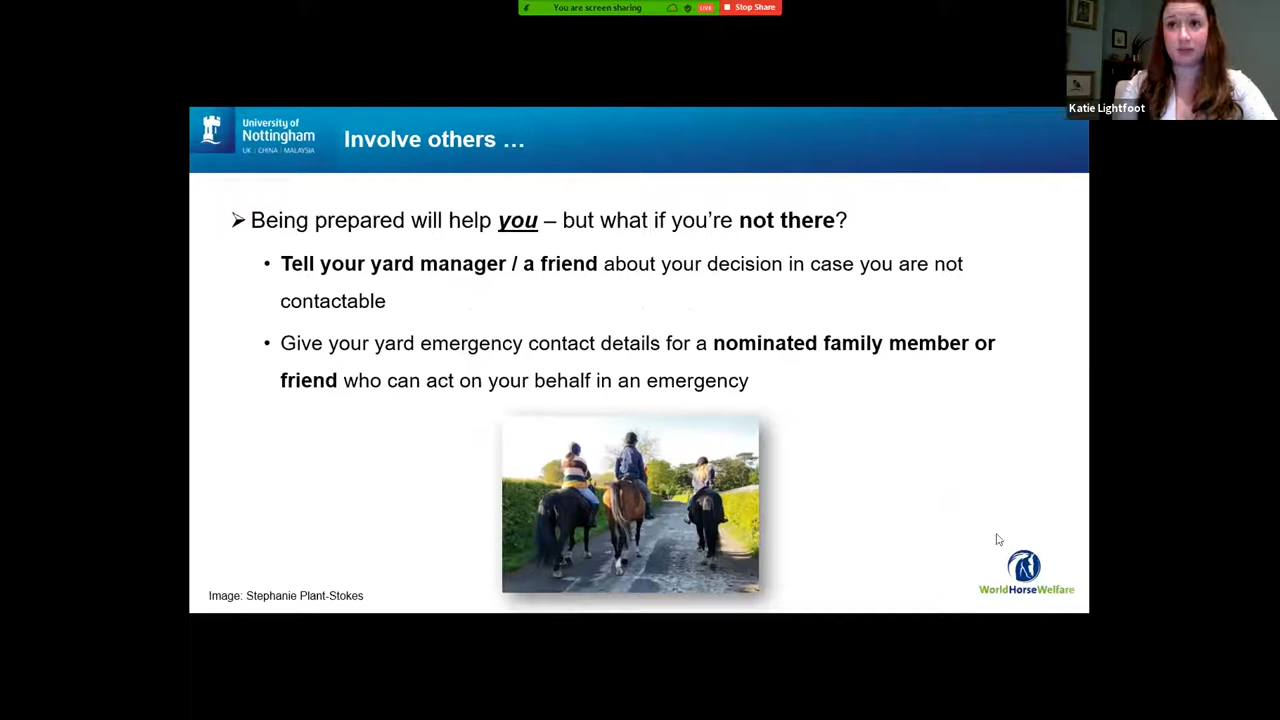 You are screen sharing
LIVE
Stop Share
Katie Lightfoot
University of
Nottingham
UK | CHINA | MALAYSIA
Involve others …
Being prepared will help you – but what if you're not there?
Tell your yard manager / a friend about your decision in case you are not
contactable
Give your yard emergency contact details for a nominated family member or
friend who can act on your behalf in an emergency
WorldHorseWelfare
Image: Stephanie Plant-Stokes